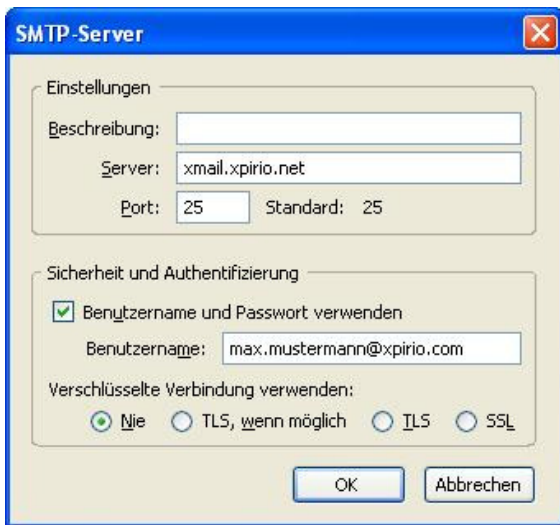 SMTP-Server
Einstellungen
Beschreibung:
Server: xmail.xpirio.net
Port: 25 Standard: 25
Sicherheit und Authentifizierung
Benutzername und Passwort verwenden
Benutzername: max.mustermann@xpirio.com
Verschlüsselte Verbindung verwenden:
Nie TLS, wenn möglich TLS SSL
OK Abbrechen